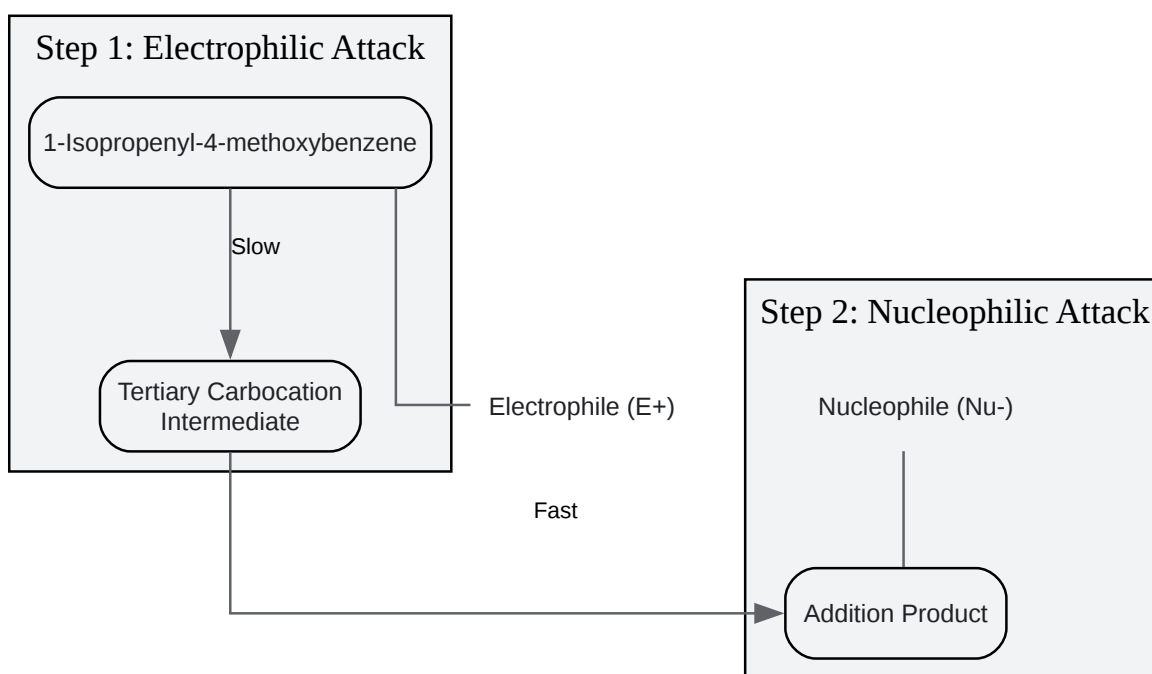 Step 1: Electrophilic Attack
1-Isopropenyl-4-methoxybenzene
Slow
Tertiary Carbocation
Intermediate
Electrophile (E+)
Fast
Step 2: Nucleophilic Attack
Nucleophile (Nu-)
Addition Product